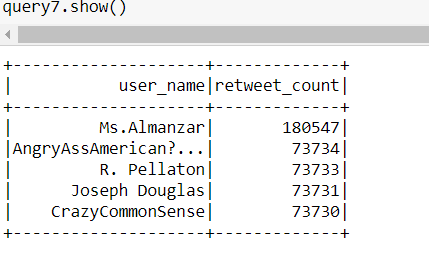 query7.show()
+--------------------+-------------+
|           user_name|retweet_count|
+--------------------+-------------+
|         Ms.Almanzar|       180547|
|AngryAssAmerican?...|        73734|
|         R. Pellaton|        73733|
|      Joseph Douglas|        73731|
|    CrazyCommonSense|        73730|
+--------------------+-------------+